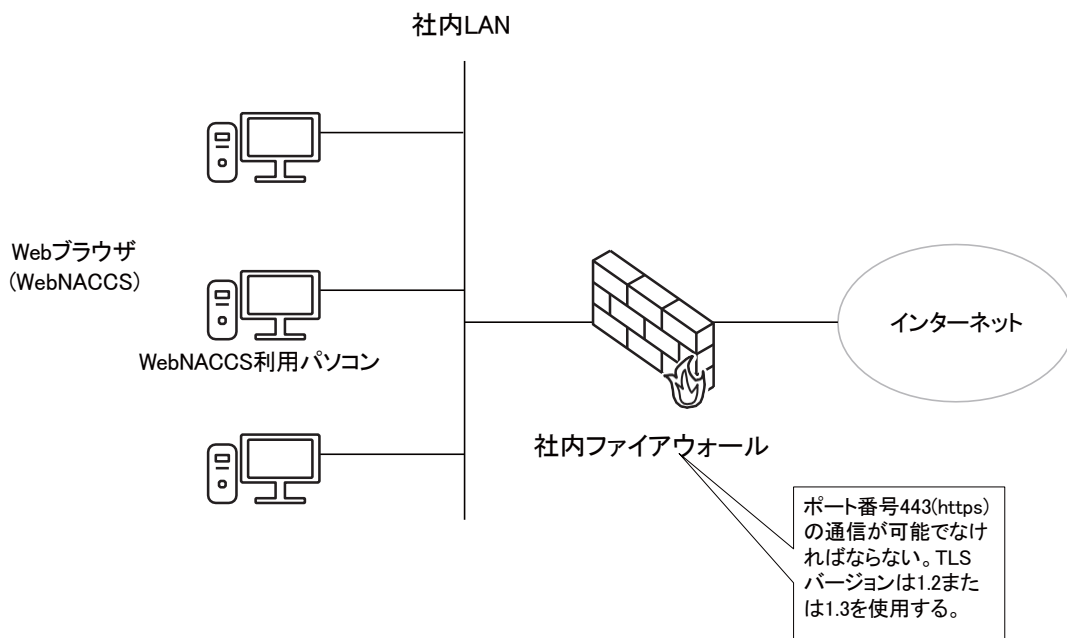 社内LAN
Webブラウザ
(WebNACCS)
WebNACCS利用パソコン
インターネット
社内ファイアウォール
ポート番号443(https)
の通信が可能でなけ
ればならない。TLS
バージョンは1.2また
は1.3を使用する。